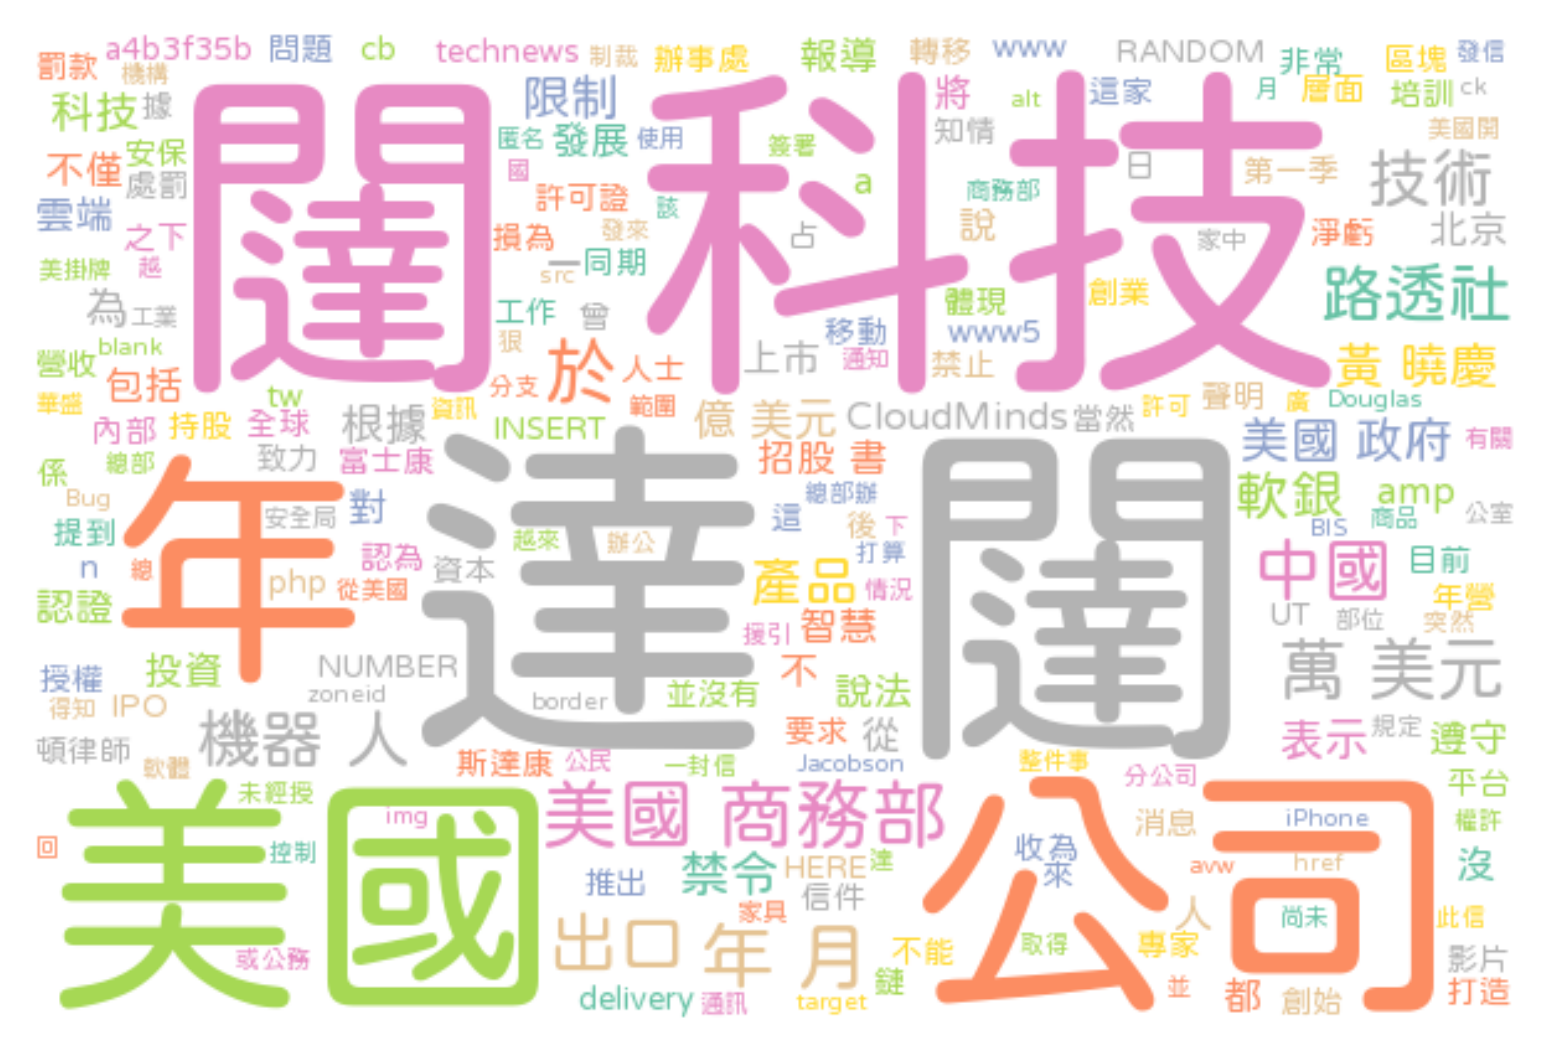 罰款 a4b3f35b 問題 cb technews 制裁 辦事處 報導 轉移 www RANDOM 非常 區塊 發信
機構
科技 據 限制 將 alt 這家 月 層面 培訓 ck
闥 科技
不僅 安保 匿名 發展 使用 簽署 知情 日 第一季 美國開
處罰 國 許可證 該 a 商務部 技術
雲端 之下 損為 發來 占 說 家中 淨虧 北京
美掛牌 越 src 一同期
為 工業 工作 曾 體現 創業 路透社
營收 blank 狠 移動 www5
包括 分支 於 人士 上市 通知 禁止 黃 曉慶
華盛 tw 資訊 範圍 億 美元 CloudMinds 當然 許可 聲明 廣 Douglas
內部 持股 全球 根據 INSERT
係 總部 致力 富士康 招股 書 美國 政府 有關
年 達 闥
Bug 安全局 對 總部辦 軟銀 amp
提到 這 後 下 BIS 商品 公室
n 總 認為 越來 辦公 打算 中國 目前
認證 php 從美國 資本 產品 情況 年營
援引 智慧 UT 部位 突然
授權 投資 NUMBER 不 萬 美元
得知 IPO zoneid border 並沒有 說法
頓律師 機器 人 要求 從 表示 規定 遵守
軟體 斯達康 公民 一封信 Jacobson 整件事 分公司 平台
美國 未經授 美國 商務部 公司
img 消息 iPhone 權許
回 控制 禁令 HERE 達 收為 avw href 沒
推出 信件 來
家具 人 尚未 此信
或公務 出口 年 月 不能 取得 專家 影片
delivery 通訊 target 鏈 並 都 創始 打造